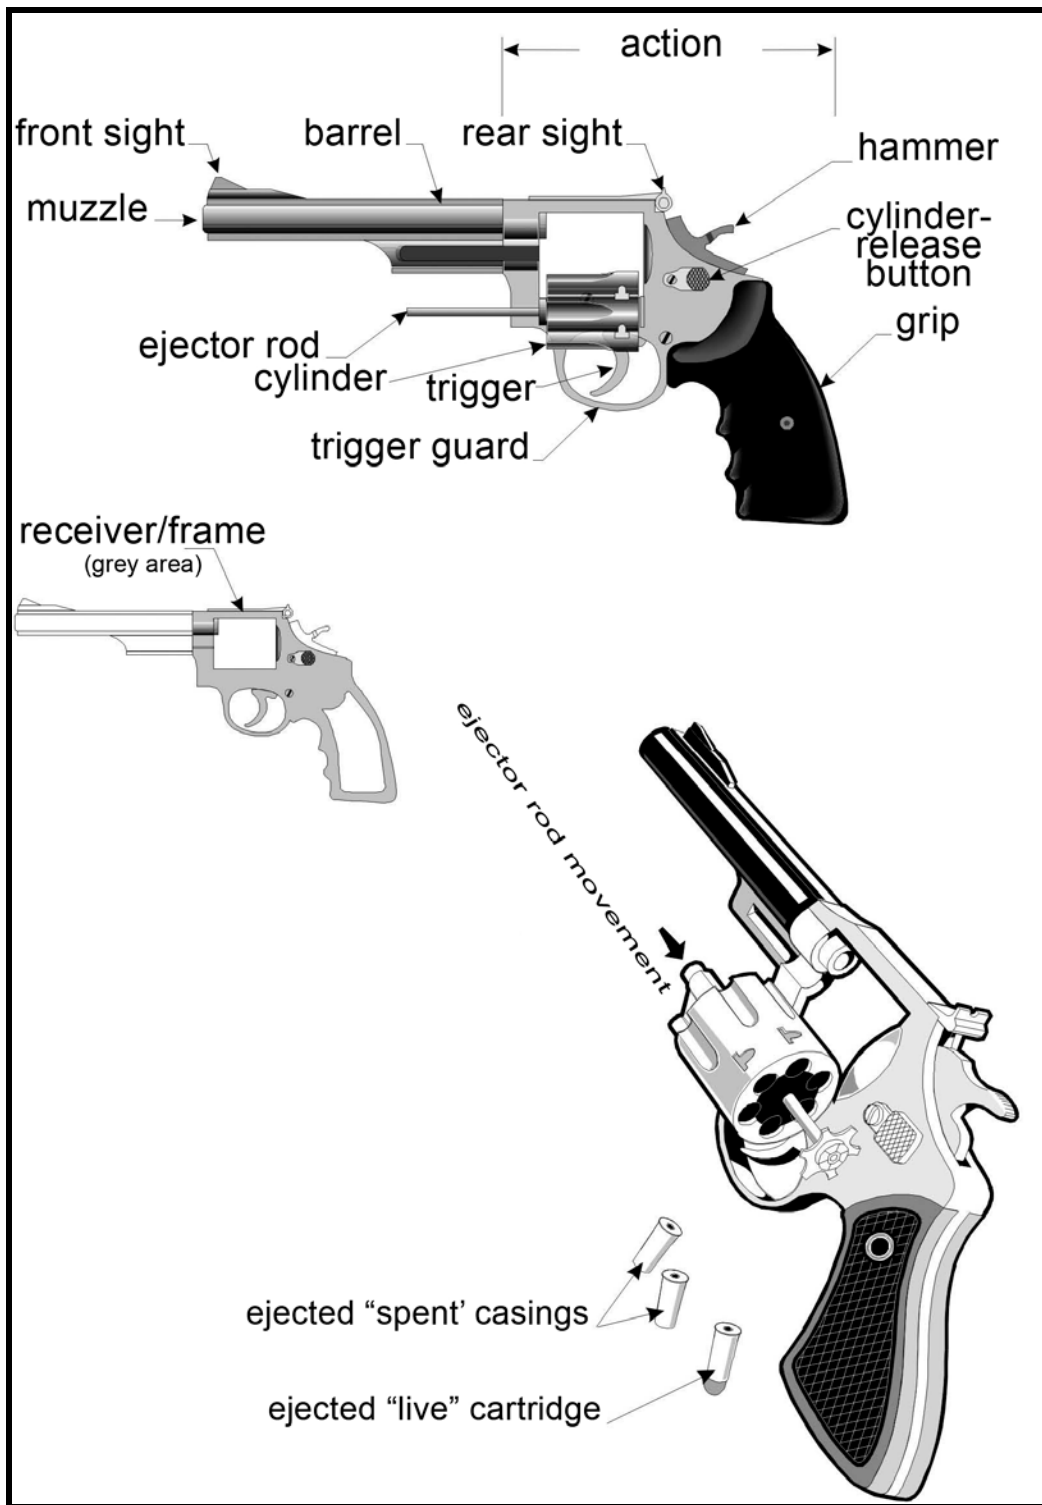 action
front sight
barrel
rear sight
hammer
muzzle
cylinder-
release
button
grip
ejector rod
cylinder
trigger
trigger guard
receiver/frame
(grey area)
ejector rod movement
ejected “spent’ casings
ejected “live” cartridge